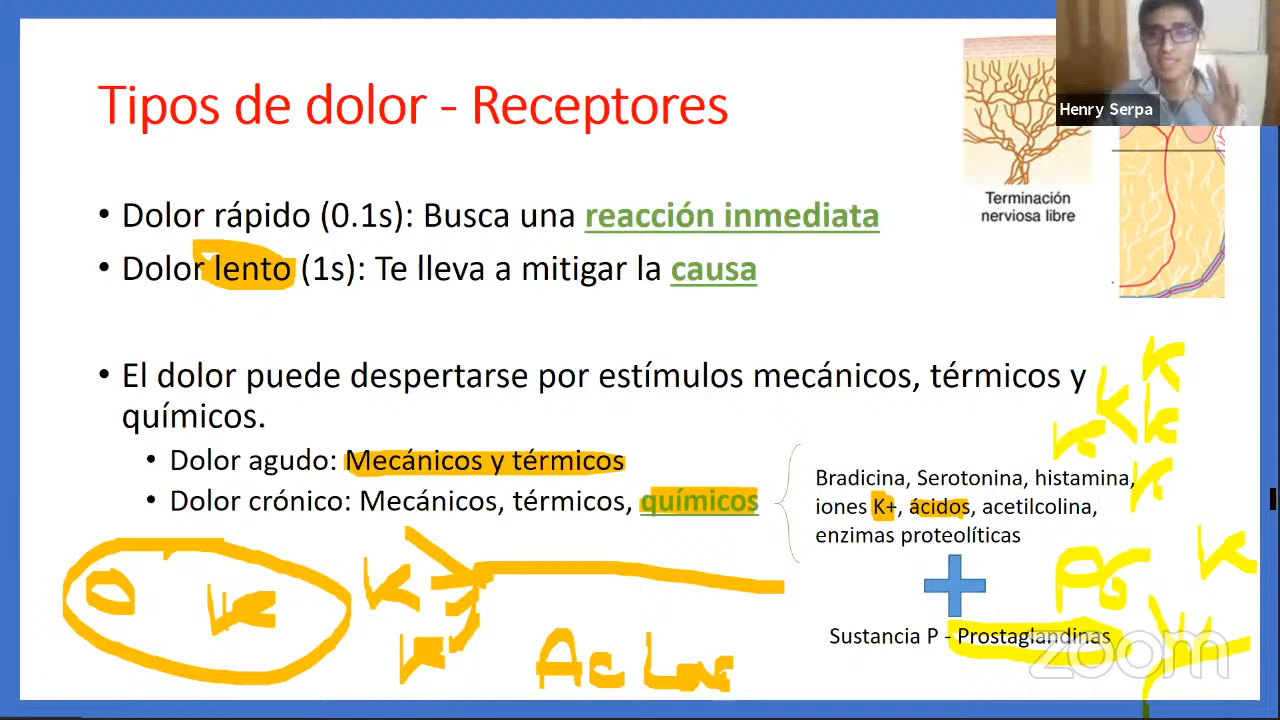 Henry Serpa
Tipos de dolor - Receptores
Terminación
nerviosa libre
• Dolor rápido (0.1s): Busca una reacción inmediata
• Dolor lento (1s): Te lleva a mitigar la causa
• El dolor puede despertarse por estímulos mecánicos, térmicos y
químicos.
• Dolor agudo: Mecánicos y térmicos
• Dolor crónico: Mecánicos, térmicos, químicos
Bradicina, Serotonina, histamina,
iones K+, ácidos, acetilcolina,
enzimas proteolíticas
Sustancia P - Prostaglandinas
K
K K
K
K
PG K
K K
K
Ac
zoom